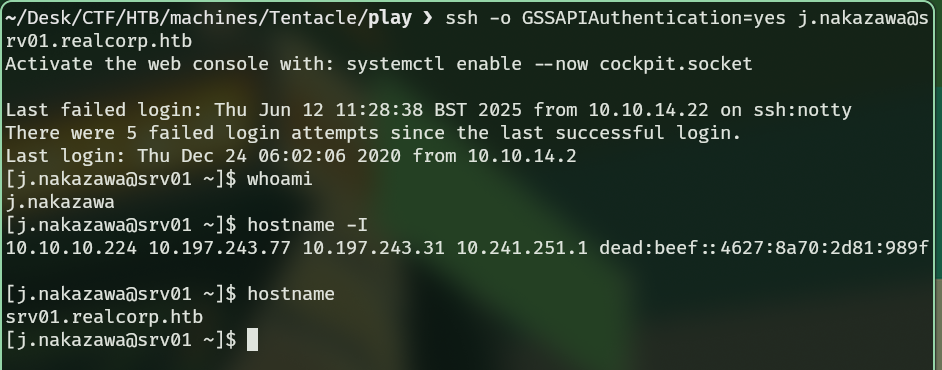 ~/Desk/CTF/HTB/machines/Tentacle/play ❯ ssh -o GSSAPIAuthentication=yes j.nakazawa@s
rv01.realcorp.htb
Activate the web console with: systemctl enable --now cockpit.socket
Last failed login: Thu Jun 12 11:28:38 BST 2025 from 10.10.14.22 on ssh:notty
There were 5 failed login attempts since the last successful login.
Last login: Thu Dec 24 06:02:06 2020 from 10.10.14.2
[j.nakazawa@srv01 ~]$ whoami
j.nakazawa
[j.nakazawa@srv01 ~]$ hostname -I
10.10.10.224 10.197.243.77 10.197.243.31 10.241.251.1 dead:beef::4627:8a70:2d81:989f
[j.nakazawa@srv01 ~]$ hostname
srv01.realcorp.htb
[j.nakazawa@srv01 ~]$